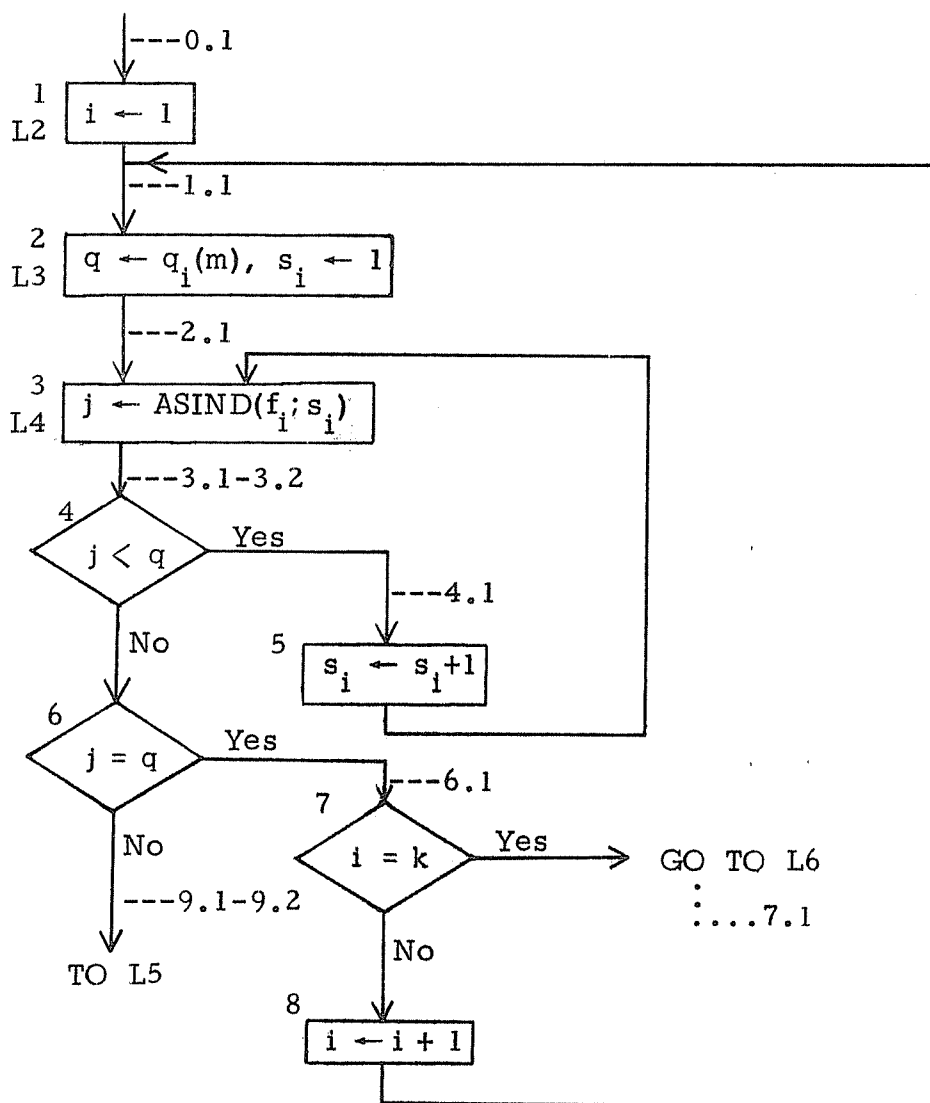 ---0.1
1
L2
i ← 1
---1.1
2
L3
q ← q_i(m), s_i ← 1
---2.1
3
L4
j ← ASIND(f_i; s_i)
---3.1-3.2
4
j < q
Yes
---4.1
No
5
s_i ← s_i+1
6
j = q
Yes
---6.1
7
No
i = k
Yes
GO TO L6
:....7.1
---9.1-9.2
No
TO L5
8
i ← i + 1